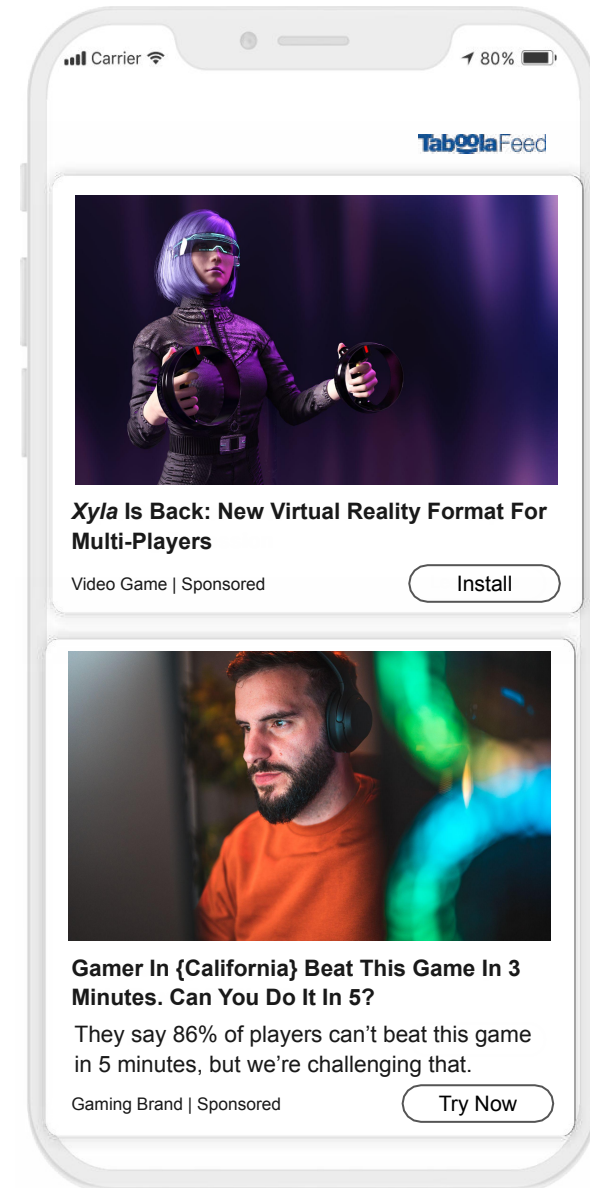 Carrier 80%
Taboola Feed
Xyla Is Back: New Virtual Reality Format For
Multi-Players
Video Game | Sponsored Install
Gamer In {California} Beat This Game In 3
Minutes. Can You Do It In 5?
They say 86% of players can’t beat this game
in 5 minutes, but we’re challenging that.
Gaming Brand | Sponsored Try Now